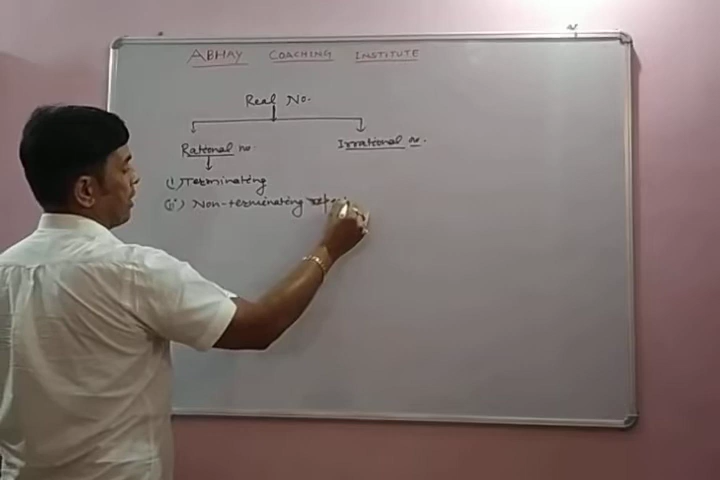 ABHAY COACHING INSTITUTE
Real No.
Rational no. Irrational no.
(i) Terminating
(ii) Non-terminating